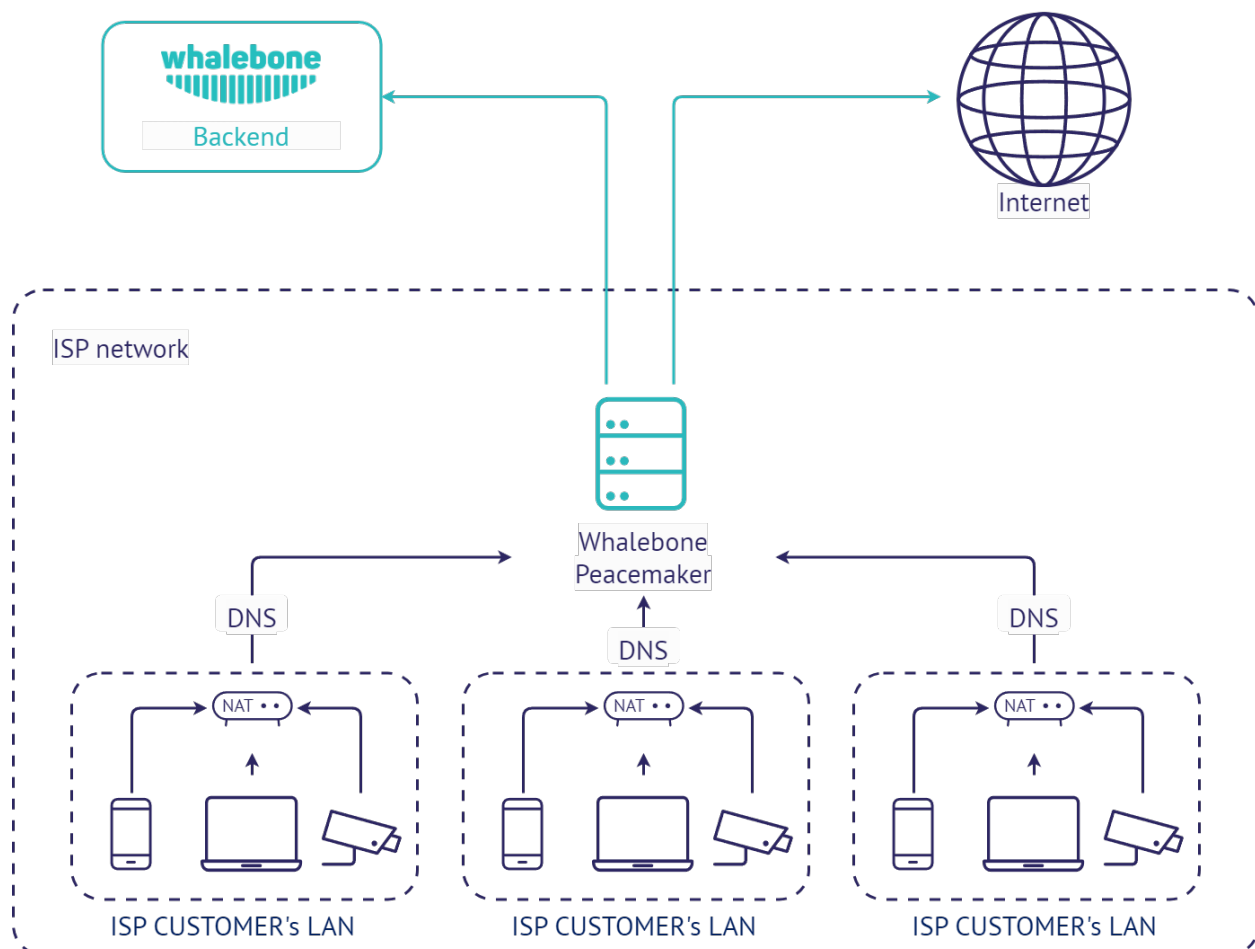 whalebone
Backend
Internet
ISP network
Whalebone
Peacemaker
DNS
DNS
DNS
NAT
NAT
NAT
ISP CUSTOMER's LAN
ISP CUSTOMER's LAN
ISP CUSTOMER's LAN